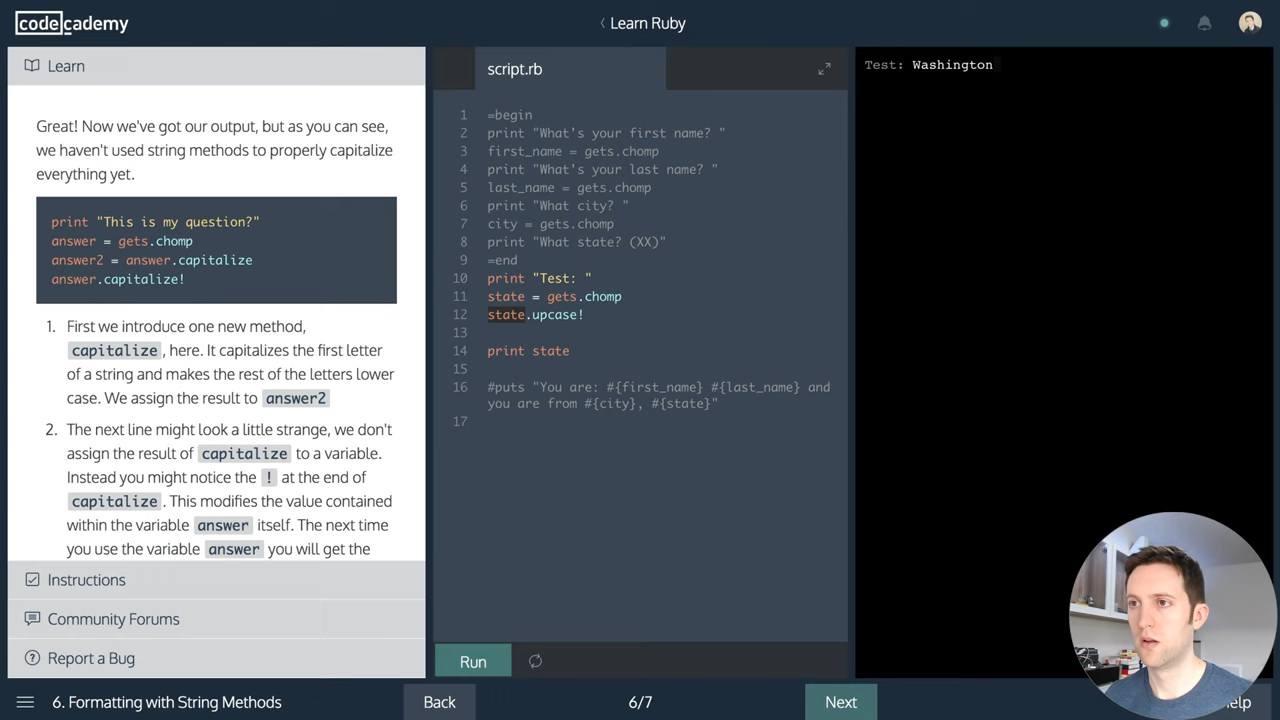 codecademy
Learn Ruby
Learn
Great! Now we've got our output, but as you can see,
we haven't used string methods to properly capitalize
everything yet.
print "This is my question?"
answer = gets.chomp
answer2 = answer.capitalize
answer.capitalize!
1. First we introduce one new method,
capitalize, here. It capitalizes the first letter
of a string and makes the rest of the letters lower
case. We assign the result to answer2
2. The next line might look a little strange, we don't
assign the result of capitalize to a variable.
Instead you might notice the ! at the end of
capitalize. This modifies the value contained
within the variable answer itself. The next time
you use the variable answer you will get the
Instructions
Community Forums
Report a Bug
script.rb
1 =begin
2 print "What's your first name? "
3 first_name = gets.chomp
4 print "What's your last name? "
5 last_name = gets.chomp
6 print "What city? "
7 city = gets.chomp
8 print "What state? (XX)"
9 =end
10 print "Test: "
11 state = gets.chomp
12 state.upcase!
13
14 print state
15
16 #puts "You are: #{first_name} #{last_name} and
you are from #{city}, #{state}"
17
Run
Test: Washington
6. Formatting with String Methods
Back
6/7
Next